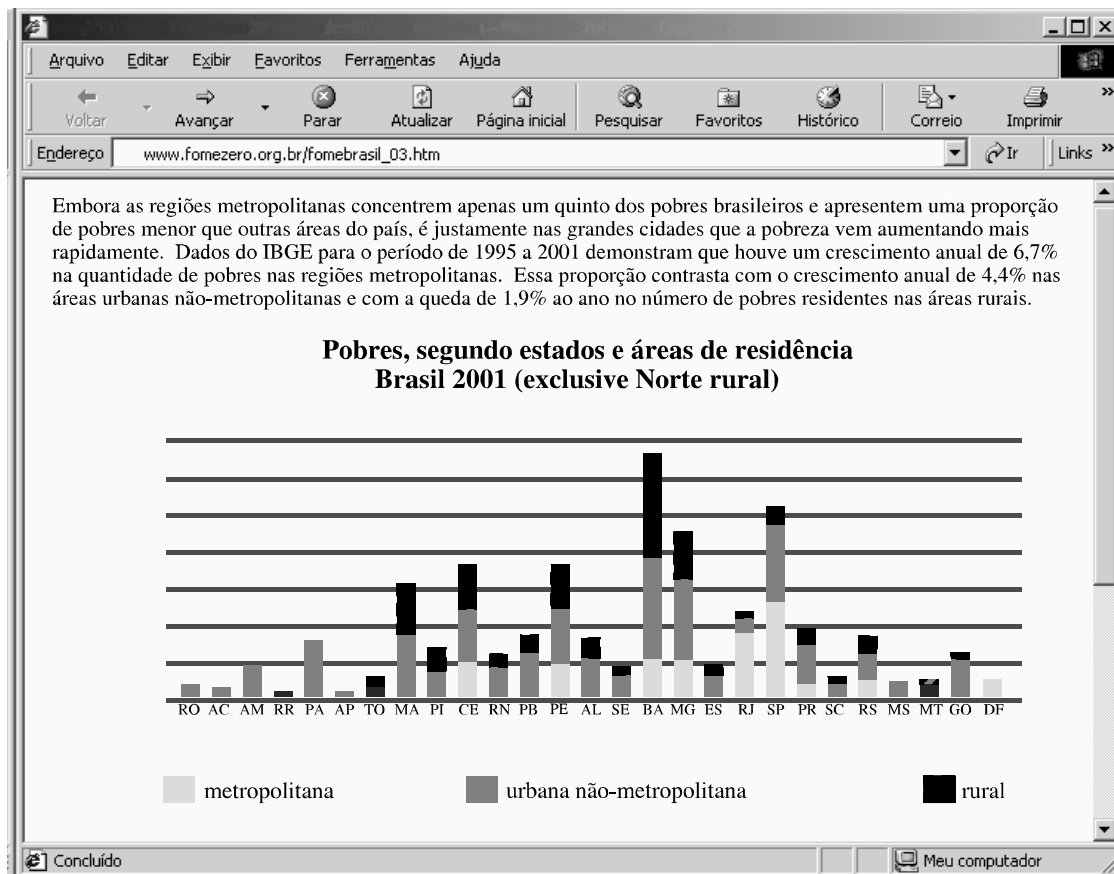 Arquivo Editar Exibir Favoritos Ferramentas Ajuda
Voltar Avançar Parar Atualizar Página inicial Pesquisar Favoritos Histórico Correio Imprimir »
Endereço www.fomezero.org.br/fomebrasil_03.htm Ir Links »
Embora as regiões metropolitanas concentrem apenas um quinto dos pobres brasileiros e apresentem uma proporção
de pobres menor que outras áreas do país, é justamente nas grandes cidades que a pobreza vem aumentando mais
rapidamente. Dados do IBGE para o período de 1995 a 2001 demonstram que houve um crescimento anual de 6,7%
na quantidade de pobres nas regiões metropolitanas. Essa proporção contrasta com o crescimento anual de 4,4% nas
áreas urbanas não-metropolitanas e com a queda de 1,9% ao ano no número de pobres residentes nas áreas rurais.
Pobres, segundo estados e áreas de residência
Brasil 2001 (exclusive Norte rural)
RO AC AM RR PA AP TO MA PI CE RN PB PE AL SE BA MG ES RJ SP PR SC RS MS MT GO DF
metropolitana urbana não-metropolitana rural
Concluído Meu computador